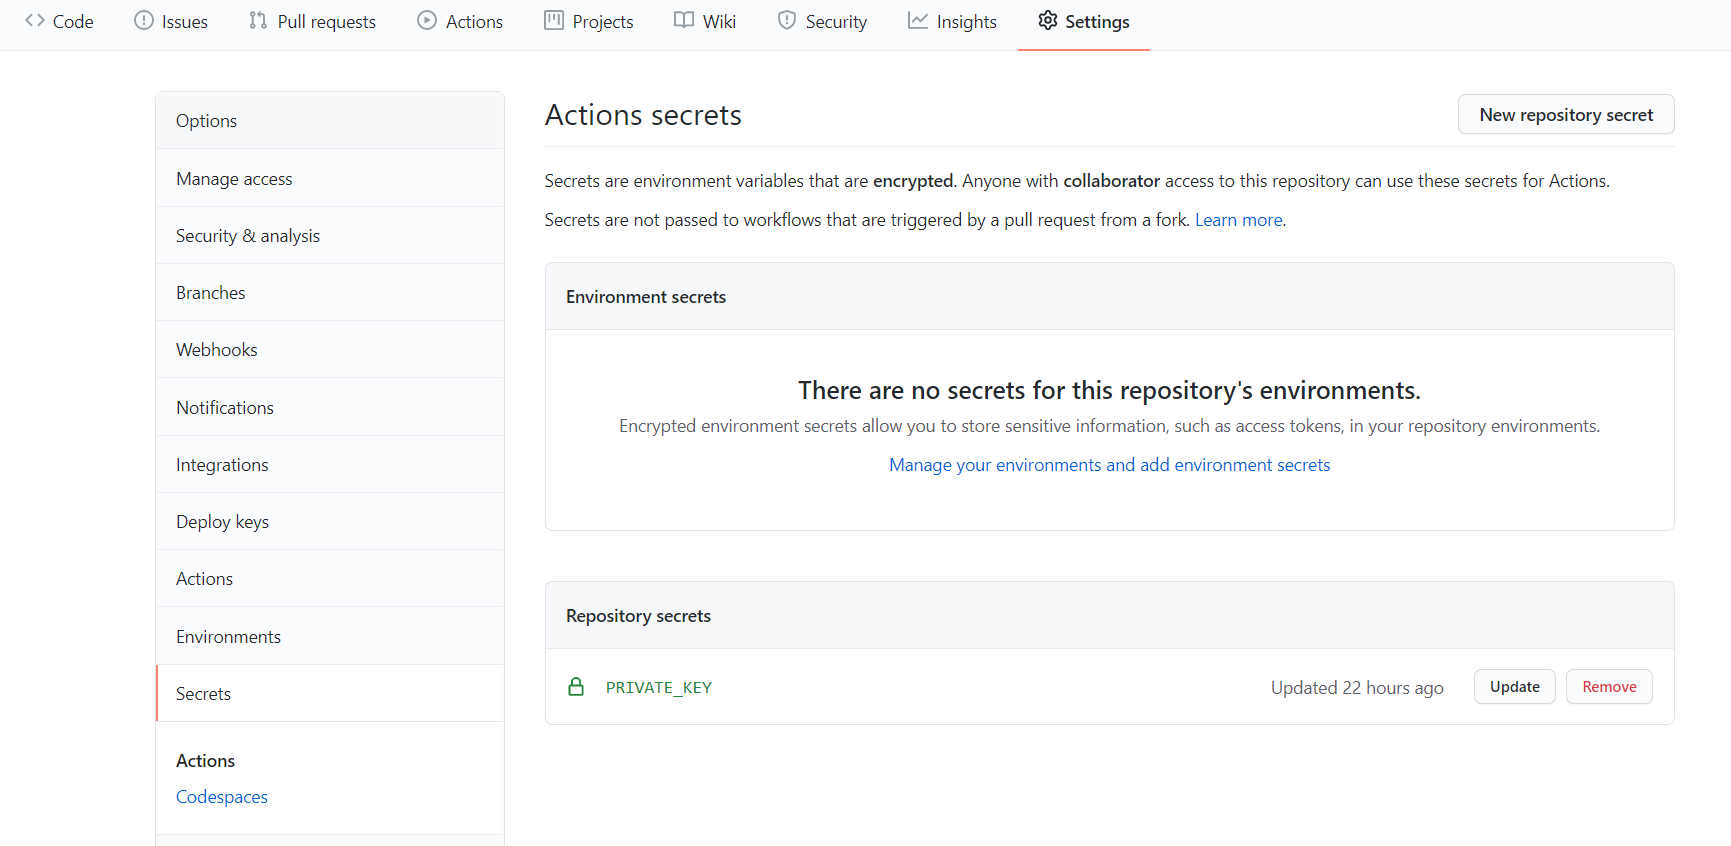 Code Issues Pull requests Actions Projects Wiki Security Insights Settings
Options
Manage access
Security & analysis
Branches
Webhooks
Notifications
Integrations
Deploy keys
Actions
Environments
Secrets
Actions
Codespaces
Actions secrets
New repository secret
Secrets are environment variables that are encrypted. Anyone with collaborator access to this repository can use these secrets for Actions.
Secrets are not passed to workflows that are triggered by a pull request from a fork. Learn more.
Environment secrets
There are no secrets for this repository's environments.
Encrypted environment secrets allow you to store sensitive information, such as access tokens, in your repository environments.
Manage your environments and add environment secrets
Repository secrets
PRIVATE_KEY Updated 22 hours ago Update Remove